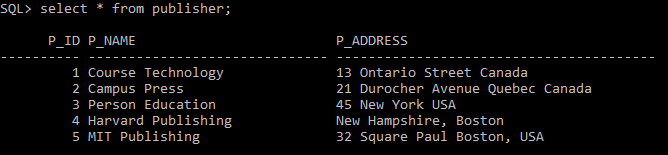 SQL> select * from publisher;
P_ID P_NAME P_ADDRESS
---------- ------------------------------ ----------------------------------------
1 Course Technology 13 Ontario Street Canada
2 Campus Press 21 Durocher Avenue Quebec Canada
3 Person Education 45 New York USA
4 Harvard Publishing New Hampshire, Boston
5 MIT Publishing 32 Square Paul Boston, USA